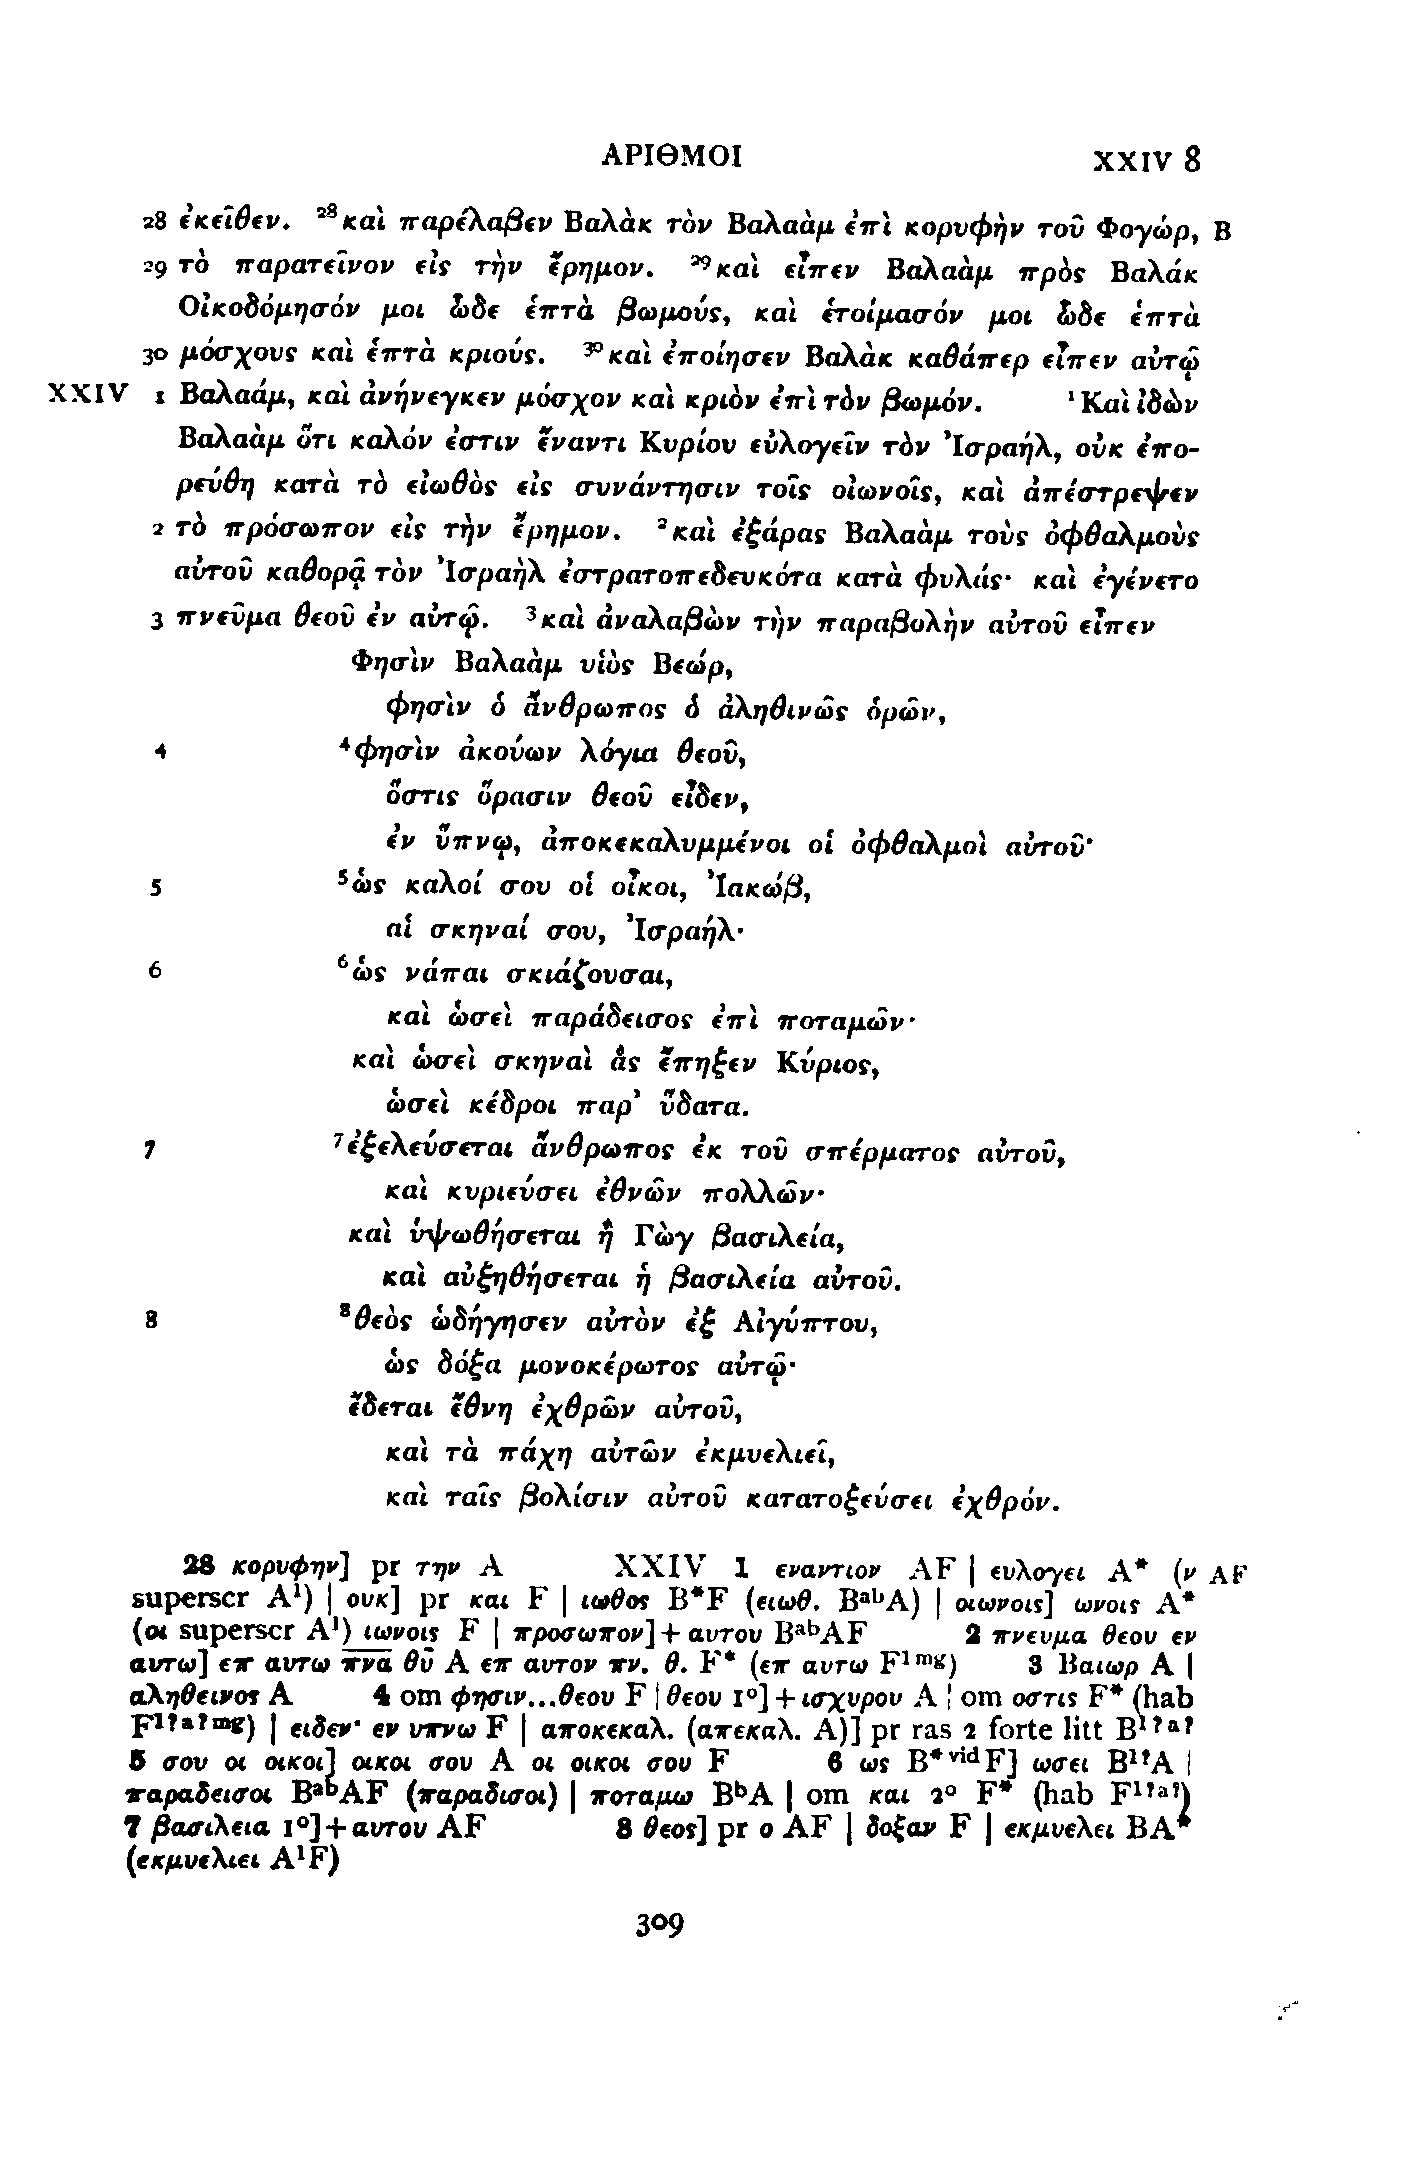 ΑΡΙΘΜΟΙ XXIV 8
28 ἐκεῖθεν. ²⁸καὶ παρέλαβεν Βαλὰκ τὸν Βαλαὰμ ἐπὶ κορυφὴν τοῦ Φογώρ, B
29 τὸ παρατεῖνον εἰς τὴν ἔρημον. ²⁹καὶ εἶπεν Βαλαὰμ πρὸς Βαλάκ
Οἰκοδόμησόν μοι ὧδε ἑπτὰ βωμούς, καὶ ἑτοίμασόν μοι ὧδε ἑπτὰ
30 μόσχους καὶ ἑπτὰ κριούς. ³⁰καὶ ἐποίησεν Βαλὰκ καθάπερ εἶπεν αὐτῷ
XXIV 1 Βαλαάμ, καὶ ἀνήνεγκεν μόσχον καὶ κριὸν ἐπὶ τὸν βωμόν. ¹Καὶ ἰδὼν
Βαλαὰμ ὅτι καλόν ἐστιν ἔναντι Κυρίου εὐλογεῖν τὸν Ἰσραήλ, οὐκ ἐπο-
ρεύθη κατὰ τὸ εἰωθὸς εἰς συνάντησιν τοῖς οἰωνοῖς, καὶ ἀπέστρεψεν
2 τὸ πρόσωπον εἰς τὴν ἔρημον. ²καὶ ἐξάρας Βαλαὰμ τοὺς ὀφθαλμοὺς
αὐτοῦ καθορᾷ τὸν Ἰσραὴλ ἐστρατοπεδευκότα κατὰ φυλάς· καὶ ἐγένετο
3 πνεῦμα θεοῦ ἐν αὐτῷ. ³καὶ ἀναλαβὼν τὴν παραβολὴν αὐτοῦ εἶπεν
Φησὶν Βαλαὰμ υἱὸς Βεώρ,
φησὶν ὁ ἄνθρωπος ὁ ἀληθινῶς ὁρῶν,
4 ⁴φησὶν ἀκούων λόγια θεοῦ,
ὅστις ὅρασιν θεοῦ εἶδεν,
ἐν ὕπνῳ, ἀποκεκαλυμμένοι οἱ ὀφθαλμοὶ αὐτοῦ·
5 ⁵ὡς καλοί σου οἱ οἶκοι, Ἰακώβ,
αἱ σκηναί σου, Ἰσραήλ·
6 ⁶ὡς νάπαι σκιάζουσαι,
καὶ ὡσεὶ παράδεισος ἐπὶ ποταμῶν·
καὶ ὡσεὶ σκηναὶ ἃς ἔπηξεν Κύριος,
ὡσεὶ κέδροι παρ᾽ ὕδατα.
7 ⁷ἐξελεύσεται ἄνθρωπος ἐκ τοῦ σπέρματος αὐτοῦ,
καὶ κυριεύσει ἐθνῶν πολλῶν·
καὶ ὑψωθήσεται ἢ Γὼγ βασιλεία,
καὶ αὐξηθήσεται ἡ βασιλεία αὐτοῦ.
8 ⁸θεὸς ὡδήγησεν αὐτὸν ἐξ Αἰγύπτου,
ὡς δόξα μονοκέρωτος αὐτῷ·
ἔδεται ἔθνη ἐχθρῶν αὐτοῦ,
καὶ τὰ πάχη αὐτῶν ἐκμυελιεῖ,
καὶ ταῖς βολίσιν αὐτοῦ κατατοξεύσει ἐχθρόν.
28 κορυφην] pr την A XXIV 1 εναντιον AF | ευλογει A* (ν AF
superscr A¹) | ουκ] pr και F | ιωθος B*F (ειωθ. BᵃᵇA) | οιωνοις] ωνοις A*
(οι superscr A¹) ιωνοις F | προσωπον]+αυτου BᵃᵇAF 2 πνευμα θεου εν
αυτω] επ αυτω π̅ν̅α̅ θ̅υ̅ A επ αυτον πν. θ. F* (επ αυτω F¹ᵐᵍ) 3 Βαιωρ A |
αληθεινος A 4 om φησιν...θεου F | θεου 1°]+ισχυρου A | om οστις F* (hab
F¹ˀᵃˀᵐᵍ) | ειδεν· εν υπνω F | αποκεκαλ. (απεκαλ. A)] pr ras 2 forte litt B¹ˀᵃˀ
5 σου οι οικοι] οικοι σου A οι οικοι σου F 6 ως B*ᵛⁱᵈF] ωσει B¹ˀA |
παραδεισοι BᵃᵇAF (παραδισοι) | ποταμω BᵇA | om και 2° F* (hab F¹ˀᵃˀ)
7 βασιλεια 1°]+αυτου AF 8 θεος] pr ο AF | δοξαν F | εκμυελει BA*
(εκμυελιει A¹F)
309